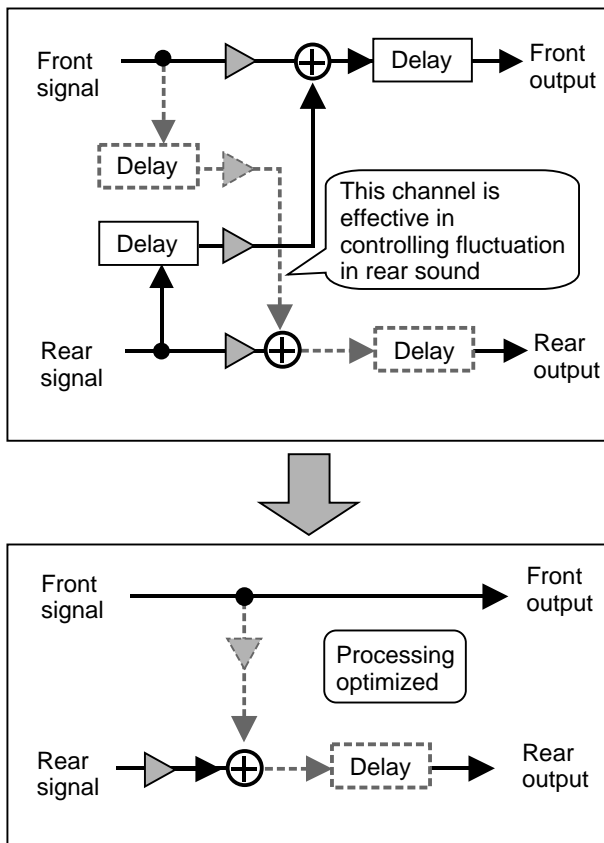 Front
signal
Delay
Front
output
Delay
This channel is
effective in
controlling fluctuation
in rear sound
Delay
Rear
signal
Delay
Rear
output
Front
signal
Front
output
Processing
optimized
Rear
signal
Delay
Rear
output